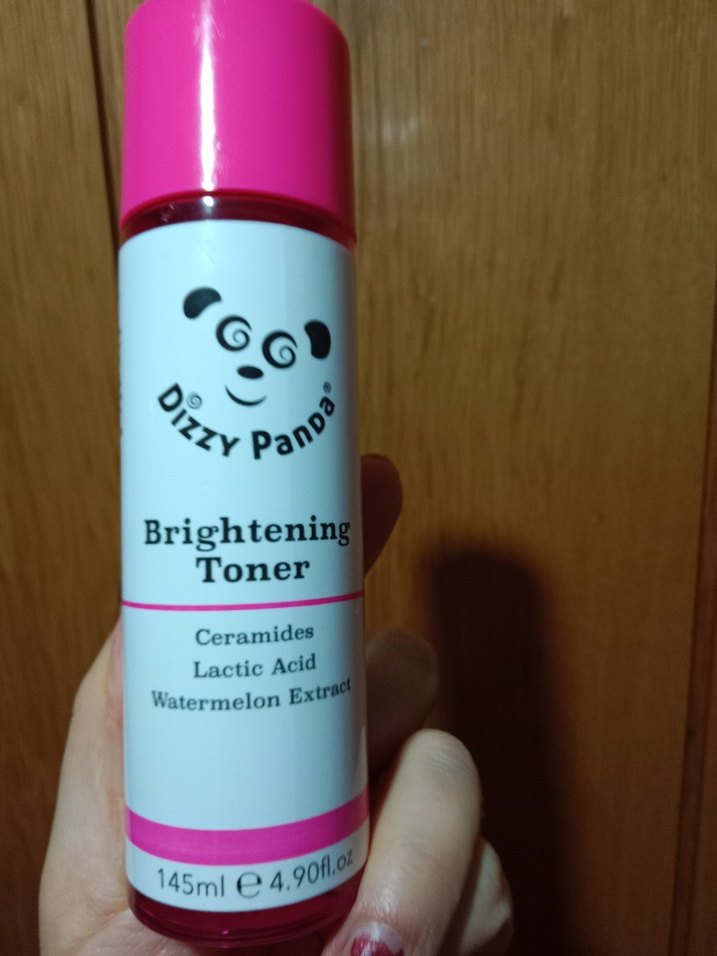 Dizzy Panda®
Brightening
Toner
Ceramides
Lactic Acid
Watermelon Extract
145ml ℮ 4.90fl.oz